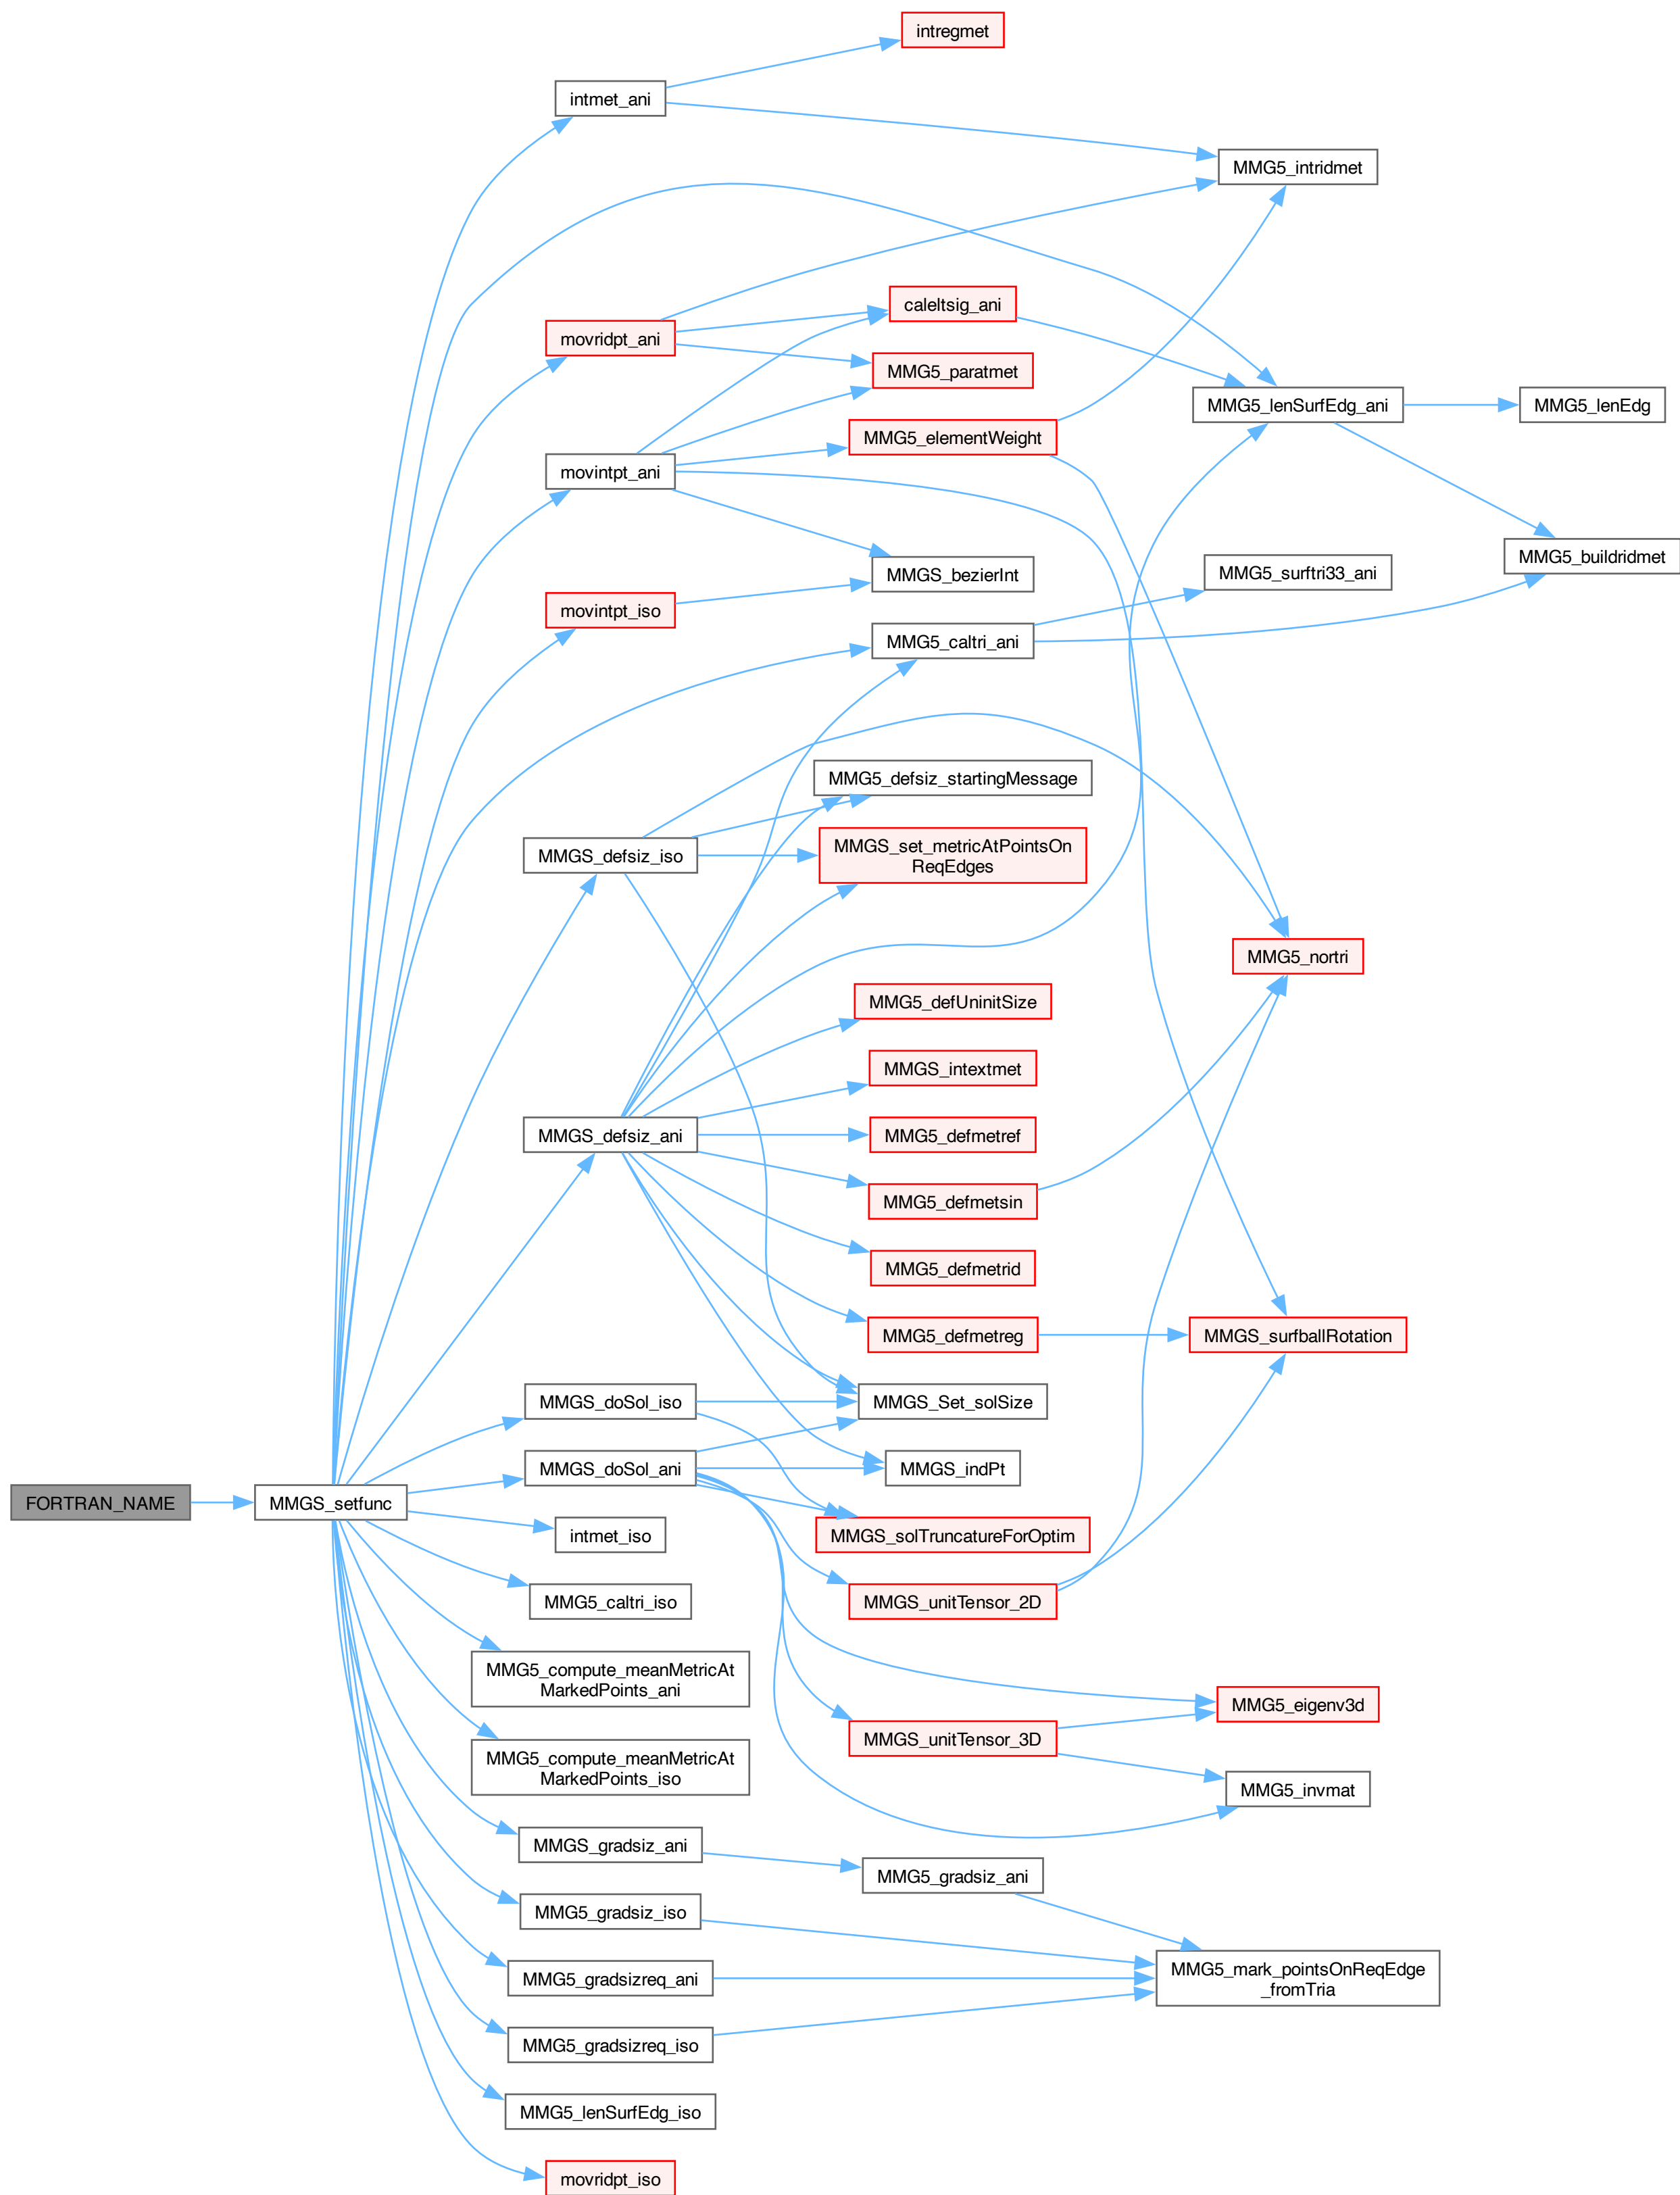 intregmet
intmet_ani
MMG5_intridmet
caleltsig_ani
movridpt_ani
MMG5_paratmet
MMG5_lenSurfEdg_ani
MMG5_lenEdg
MMG5_elementWeight
movintpt_ani
MMG5_buildridmet
MMGS_bezierInt
MMG5_surftri33_ani
movintpt_iso
MMG5_caltri_ani
MMG5_defsiz_startingMessage
MMGS_defsiz_iso
MMGS_set_metricAtPointsOn
ReqEdges
MMG5_nortri
MMG5_defUninitSize
MMGS_intextmet
MMGS_defsiz_ani
MMG5_defmetref
MMG5_defmetsin
MMG5_defmetrid
MMG5_defmetreg
MMGS_surfballRotation
MMGS_doSol_iso
MMGS_Set_solSize
MMGS_doSol_ani
MMGS_indPt
FORTRAN_NAME
MMGS_setfunc
intmet_iso
MMGS_solTruncatureForOptim
MMG5_caltri_iso
MMGS_unitTensor_2D
MMG5_compute_meanMetricAt
MarkedPoints_ani
MMG5_eigenv3d
MMGS_unitTensor_3D
MMG5_compute_meanMetricAt
MarkedPoints_iso
MMG5_invmat
MMGS_gradsiz_ani
MMG5_gradsiz_ani
MMG5_gradsiz_iso
MMG5_gradsizreq_ani
MMG5_mark_pointsOnReqEdge
_fromTria
MMG5_gradsizreq_iso
MMG5_lenSurfEdg_iso
movridpt_iso